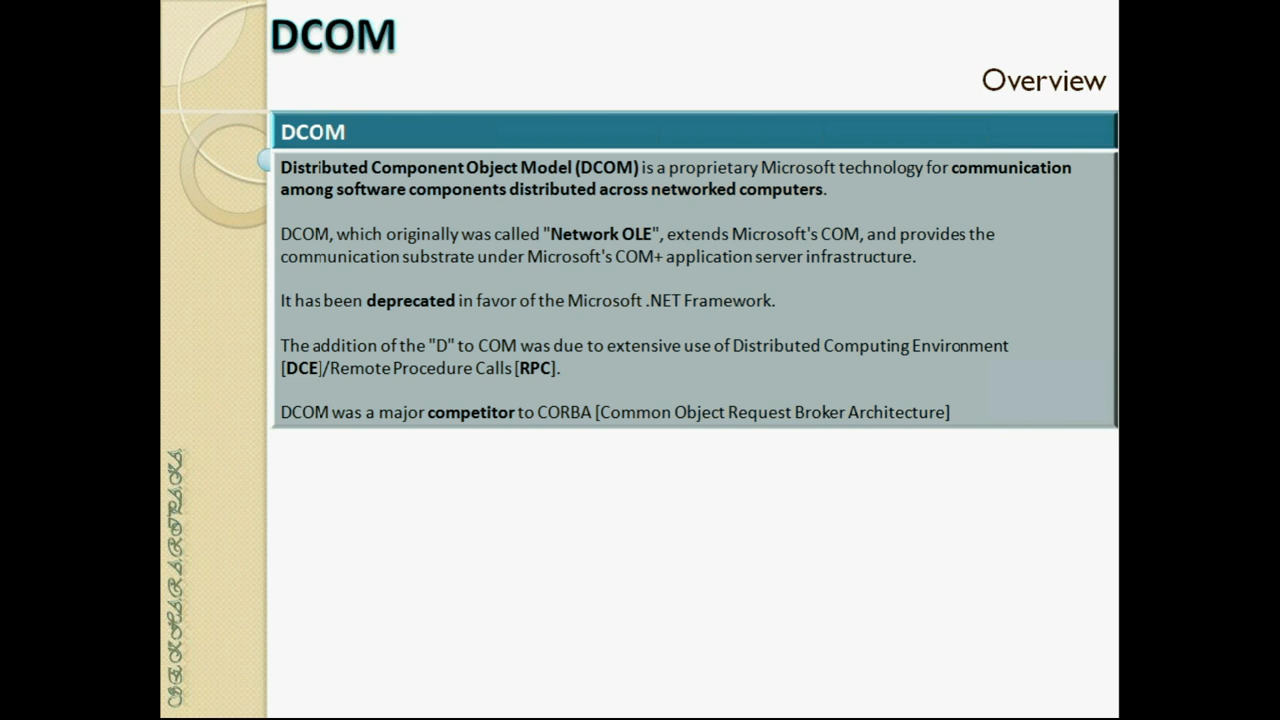 DCOM
Overview
DCOM
Distributed Component Object Model (DCOM) is a proprietary Microsoft technology for communication
among software components distributed across networked computers.
DCOM, which originally was called "Network OLE", extends Microsoft's COM, and provides the
communication substrate under Microsoft's COM+ application server infrastructure.
It has been deprecated in favor of the Microsoft .NET Framework.
The addition of the "D" to COM was due to extensive use of Distributed Computing Environment
[DCE]/Remote Procedure Calls [RPC].
DCOM was a major competitor to CORBA [Common Object Request Broker Architecture]